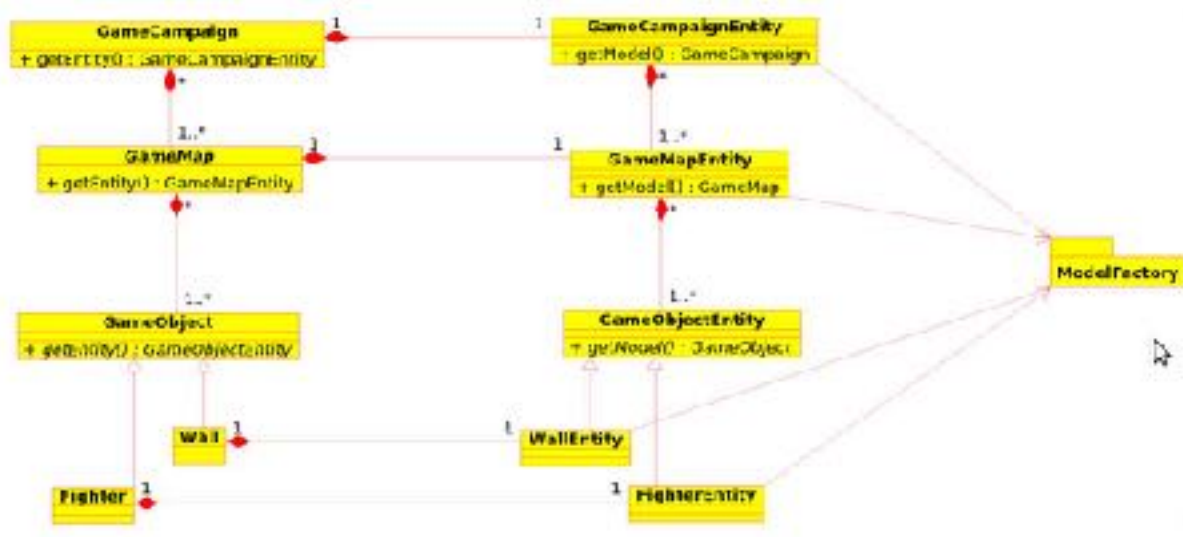 GameCampaign
+ getEntity() : GameCampaignEntity
1
1
GameCampaignEntity
+ getModel() : GameCampaign
*
1..*
*
1..*
GameMap
+ getEntity() : GameMapEntity
1
1
GameMapEntity
+ getModel() : GameMap
*
1..*
*
1..*
ModelFactory
GameObject
+ getEntity() : GameObjectEntity
GameObjectEntity
+ getModel() : GameObject
Wall
1
1
WallEntity
Fighter
1
1
FighterEntity